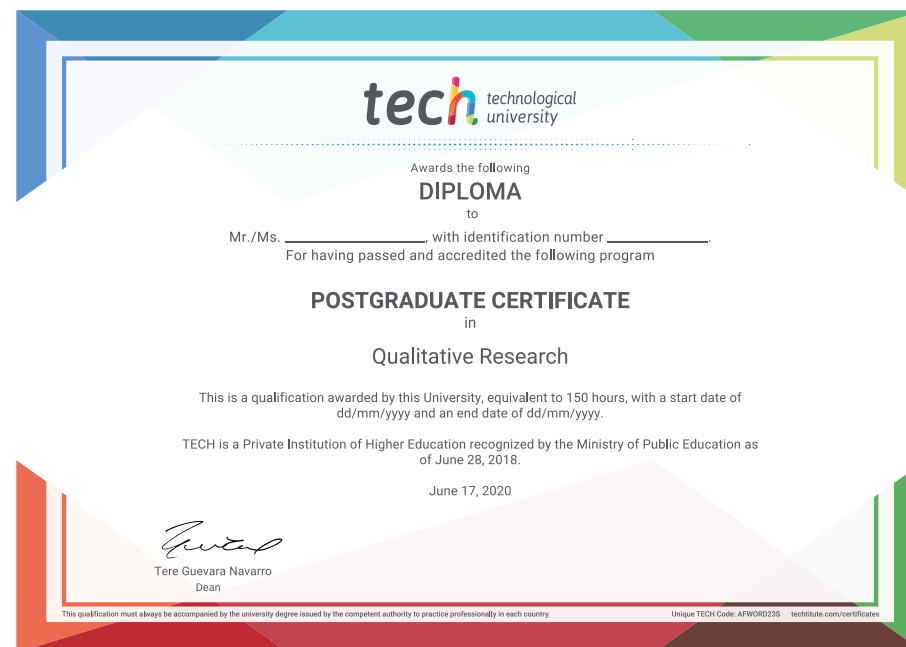 tech technological
university
Awards the following
DIPLOMA
to
Mr./Ms. ____________________, with identification number ______________.
For having passed and accredited the following program
POSTGRADUATE CERTIFICATE
in
Qualitative Research
This is a qualification awarded by this University, equivalent to 150 hours, with a start date of
dd/mm/yyyy and an end date of dd/mm/yyyy.
TECH is a Private Institution of Higher Education recognized by the Ministry of Public Education as
of June 28, 2018.
June 17, 2020
Tere Guevara Navarro
Dean
This qualification must always be accompanied by the university degree issued by the competent authority to practice professionally in each country. Unique TECH Code: AFWORD23S techtitute.com/certificates